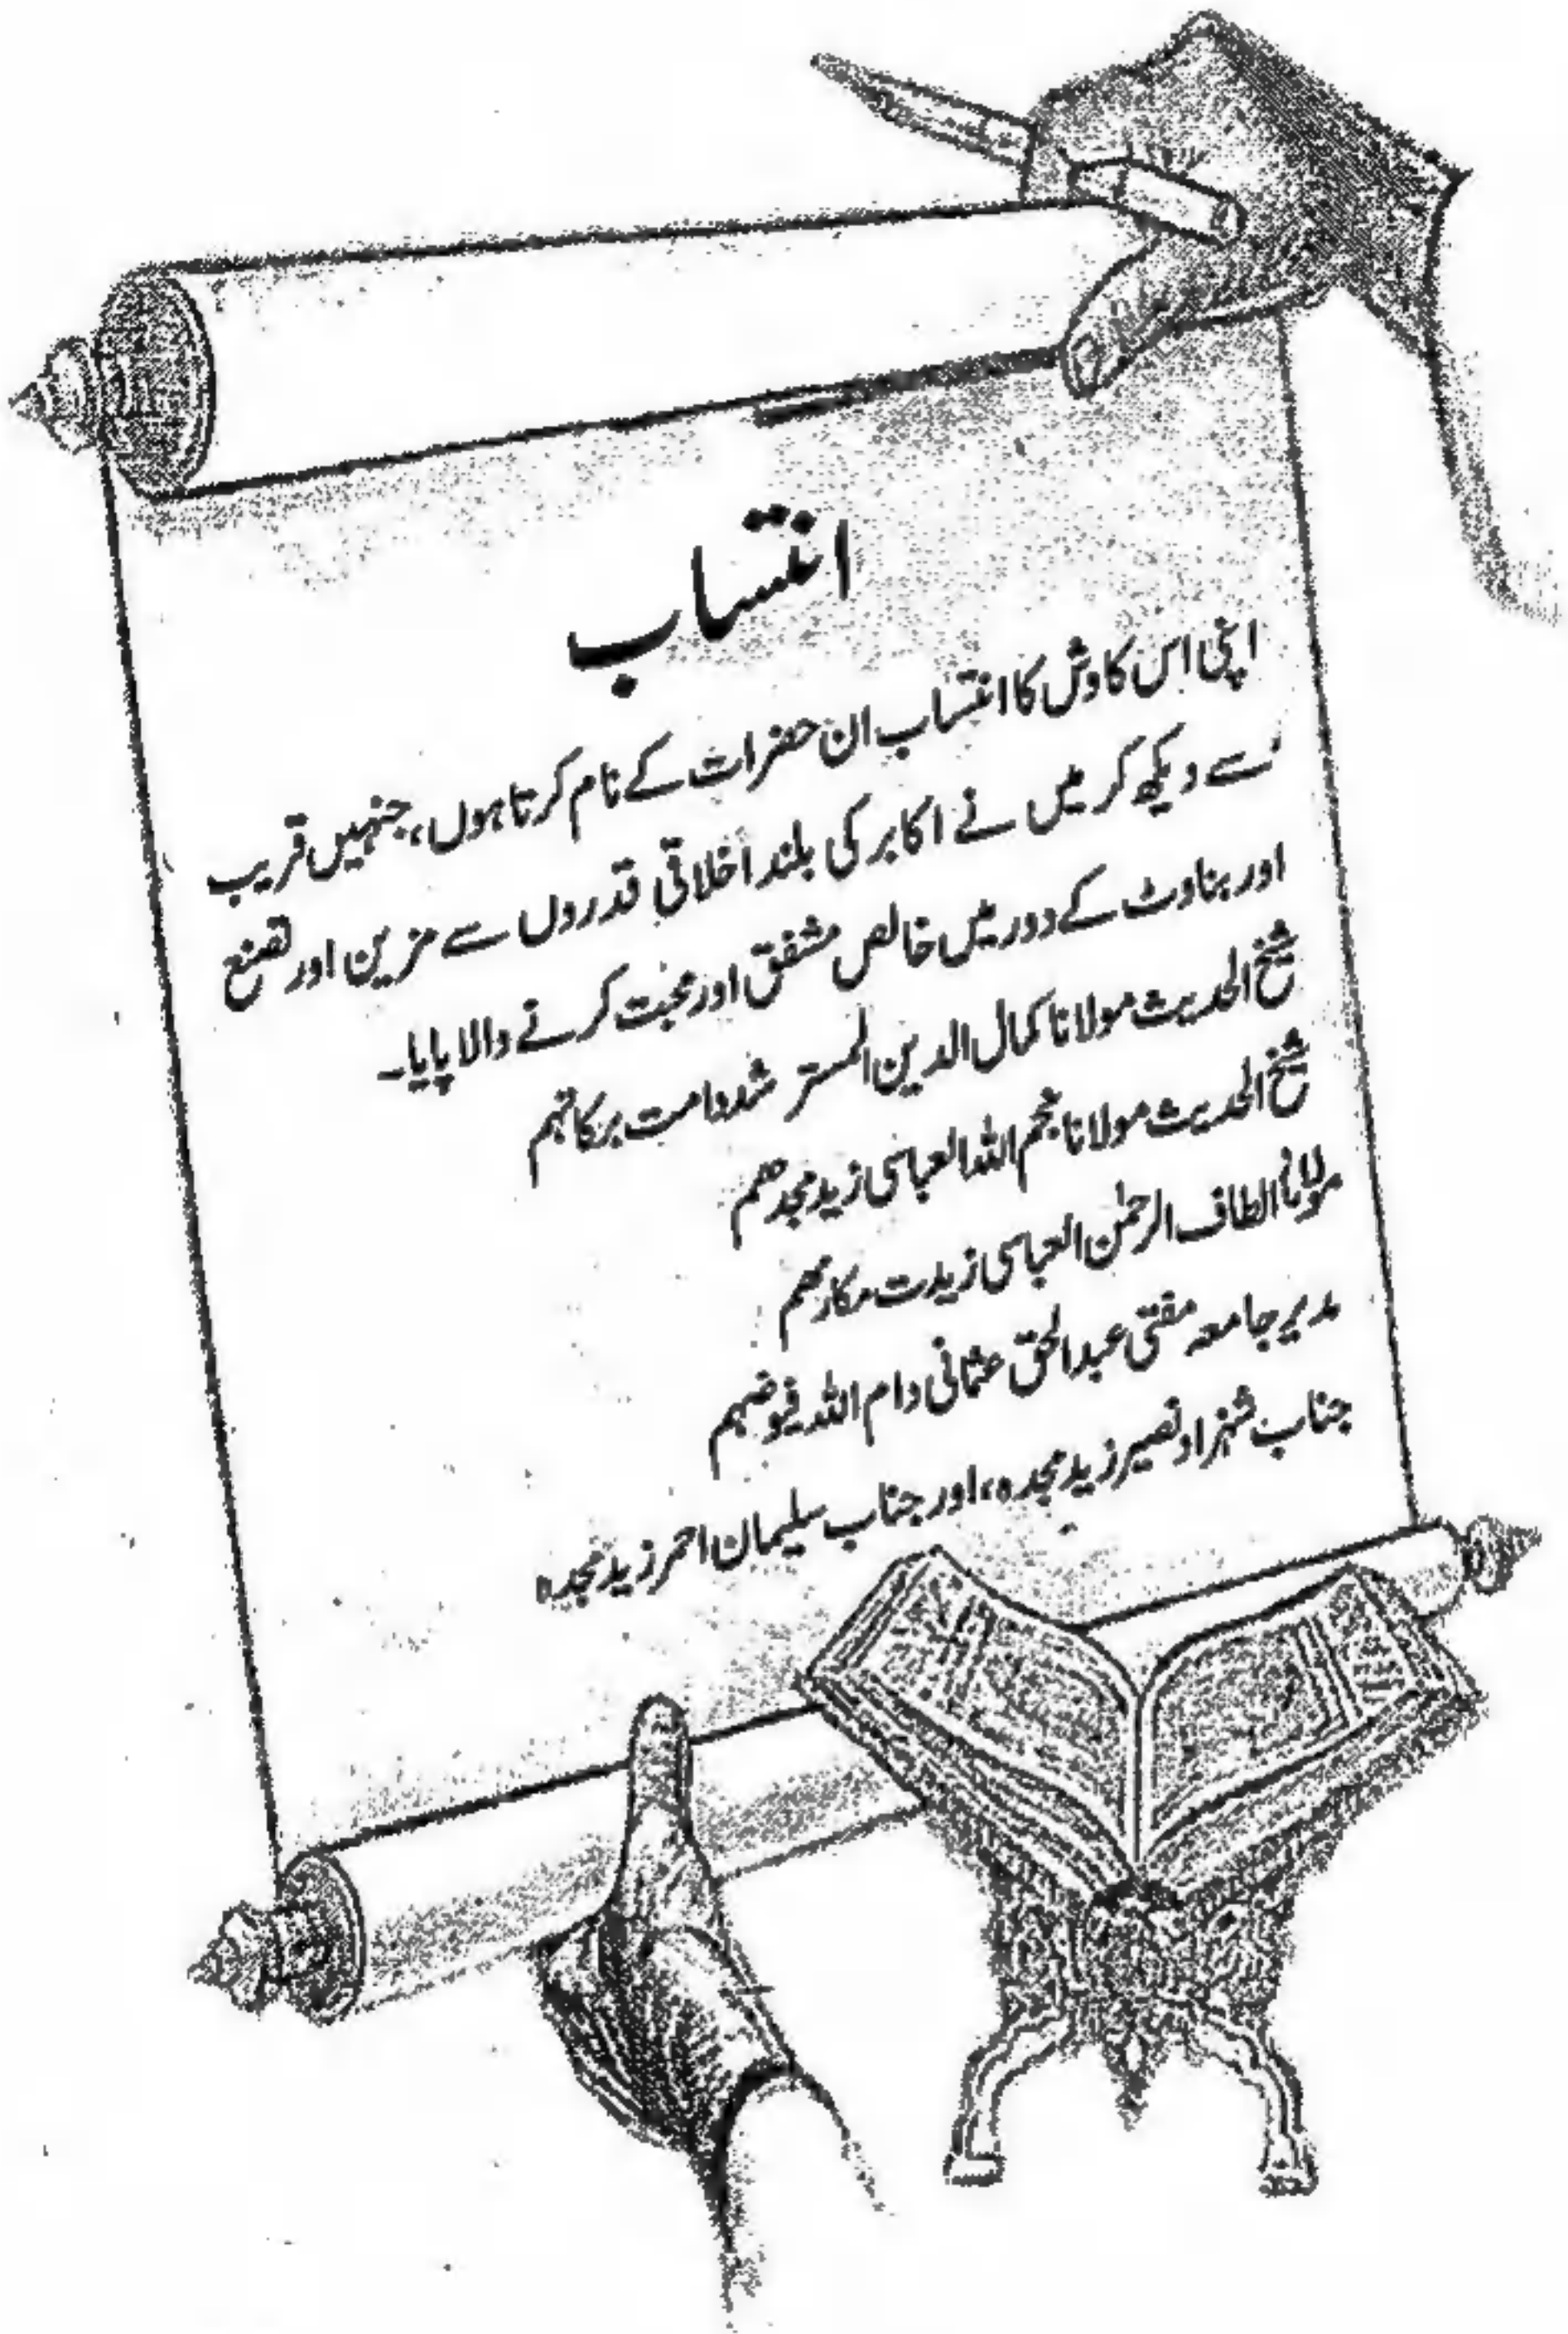 انتساب
اپنی اس کاوش کا انتساب ان حضرات کے نام کرتا ہوں، جنہیں قریب
سے دیکھ کر میں نے اکابر کی بلند اخلاقی قدروں سے مزین اور تصنع
اور بناوٹ کے دور میں خالص مشفق اور محبت کرنے والا پایا۔
شیخ الحدیث مولانا کمال الدین المستر شد دامت برکاتہم
شیخ الحدیث مولانا نجم اللہ العباسی زید مجدھم
مولانا الطاف الرحمٰن العباسی زیدت مکارمھم
مدیر جامعہ مفتی عبدالحق عثمانی دام اللہ فیوضہم
جناب شہزاد نصیر زید مجدہ، اور جناب سلیمان احمر زید مجدہ